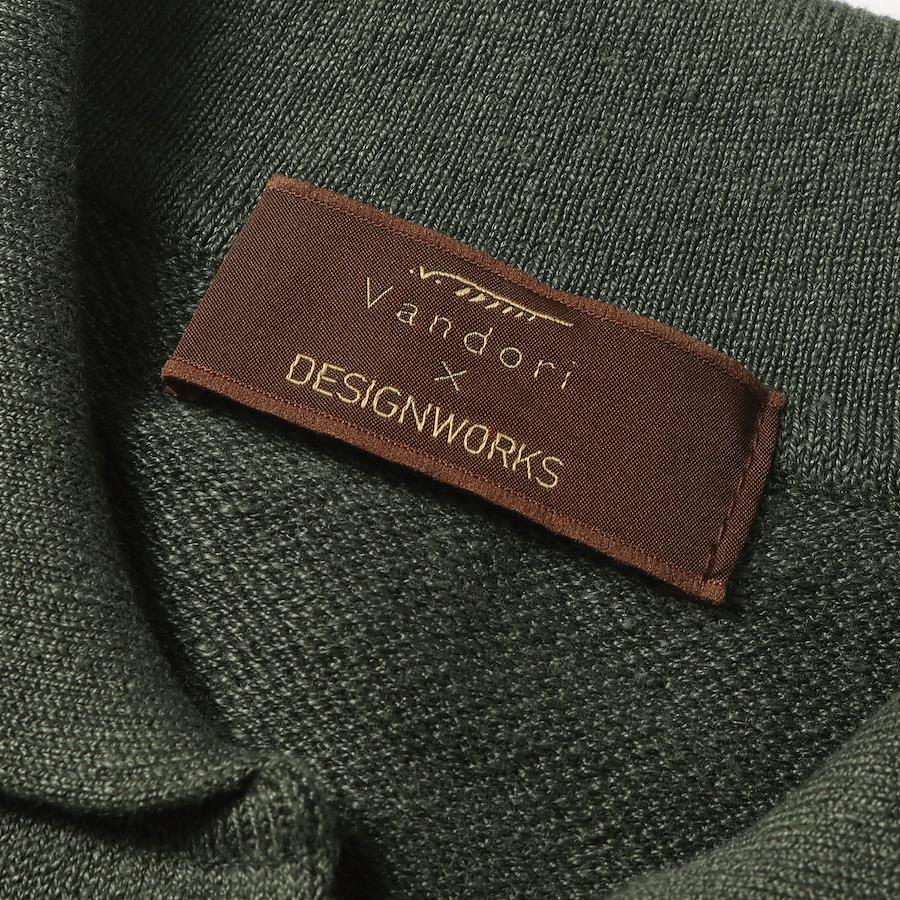 Vandori
×
DESIGNWORKS